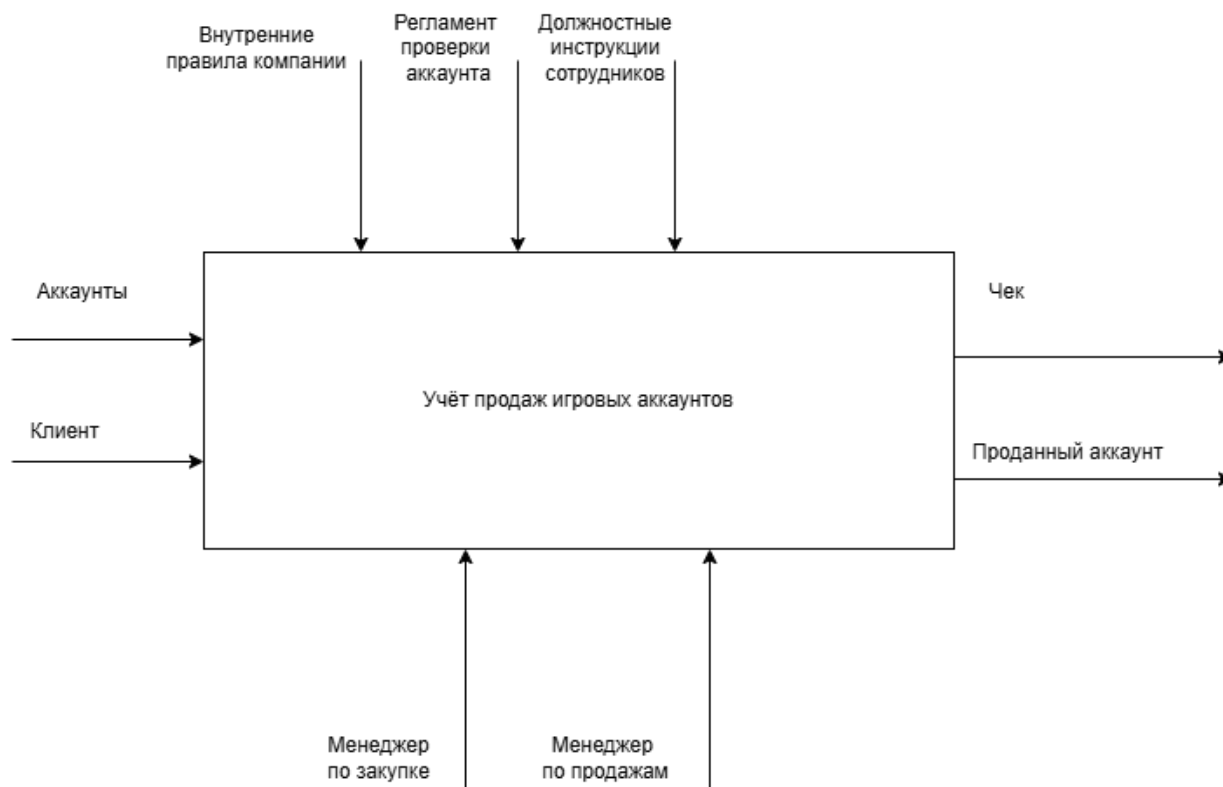 Внутренние
правила компании
Регламент
проверки
аккаунта
Должностные
инструкции
сотрудников
Аккаунты
Клиент
Учёт продаж игровых аккаунтов
Чек
Проданный аккаунт
Менеджер
по закупке
Менеджер
по продажам